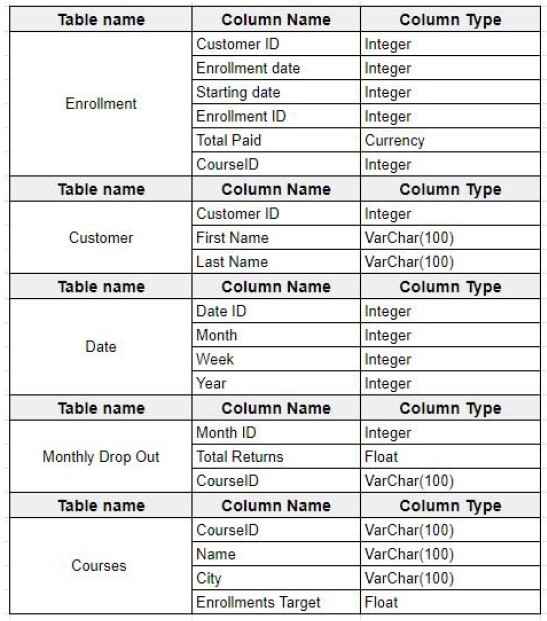 Table name Column Name Column Type
Customer ID Integer
Enrollment date Integer
Starting date Integer
Enrollment Enrollment ID Integer
Total Paid Currency
CourseID Integer
Table name Column Name Column Type
Customer ID Integer
Customer First Name VarChar(100)
Last Name VarChar(100)
Table name Column Name Column Type
Date ID Integer
Month Integer
Date Week Integer
Year Integer
Table name Column Name Column Type
Month ID Integer
Monthly Drop Out Total Returns Float
CourseID VarChar(100)
Table name Column Name Column Type
CourseID VarChar(100)
Name VarChar(100)
Courses City VarChar(100)
Enrollments Target Float